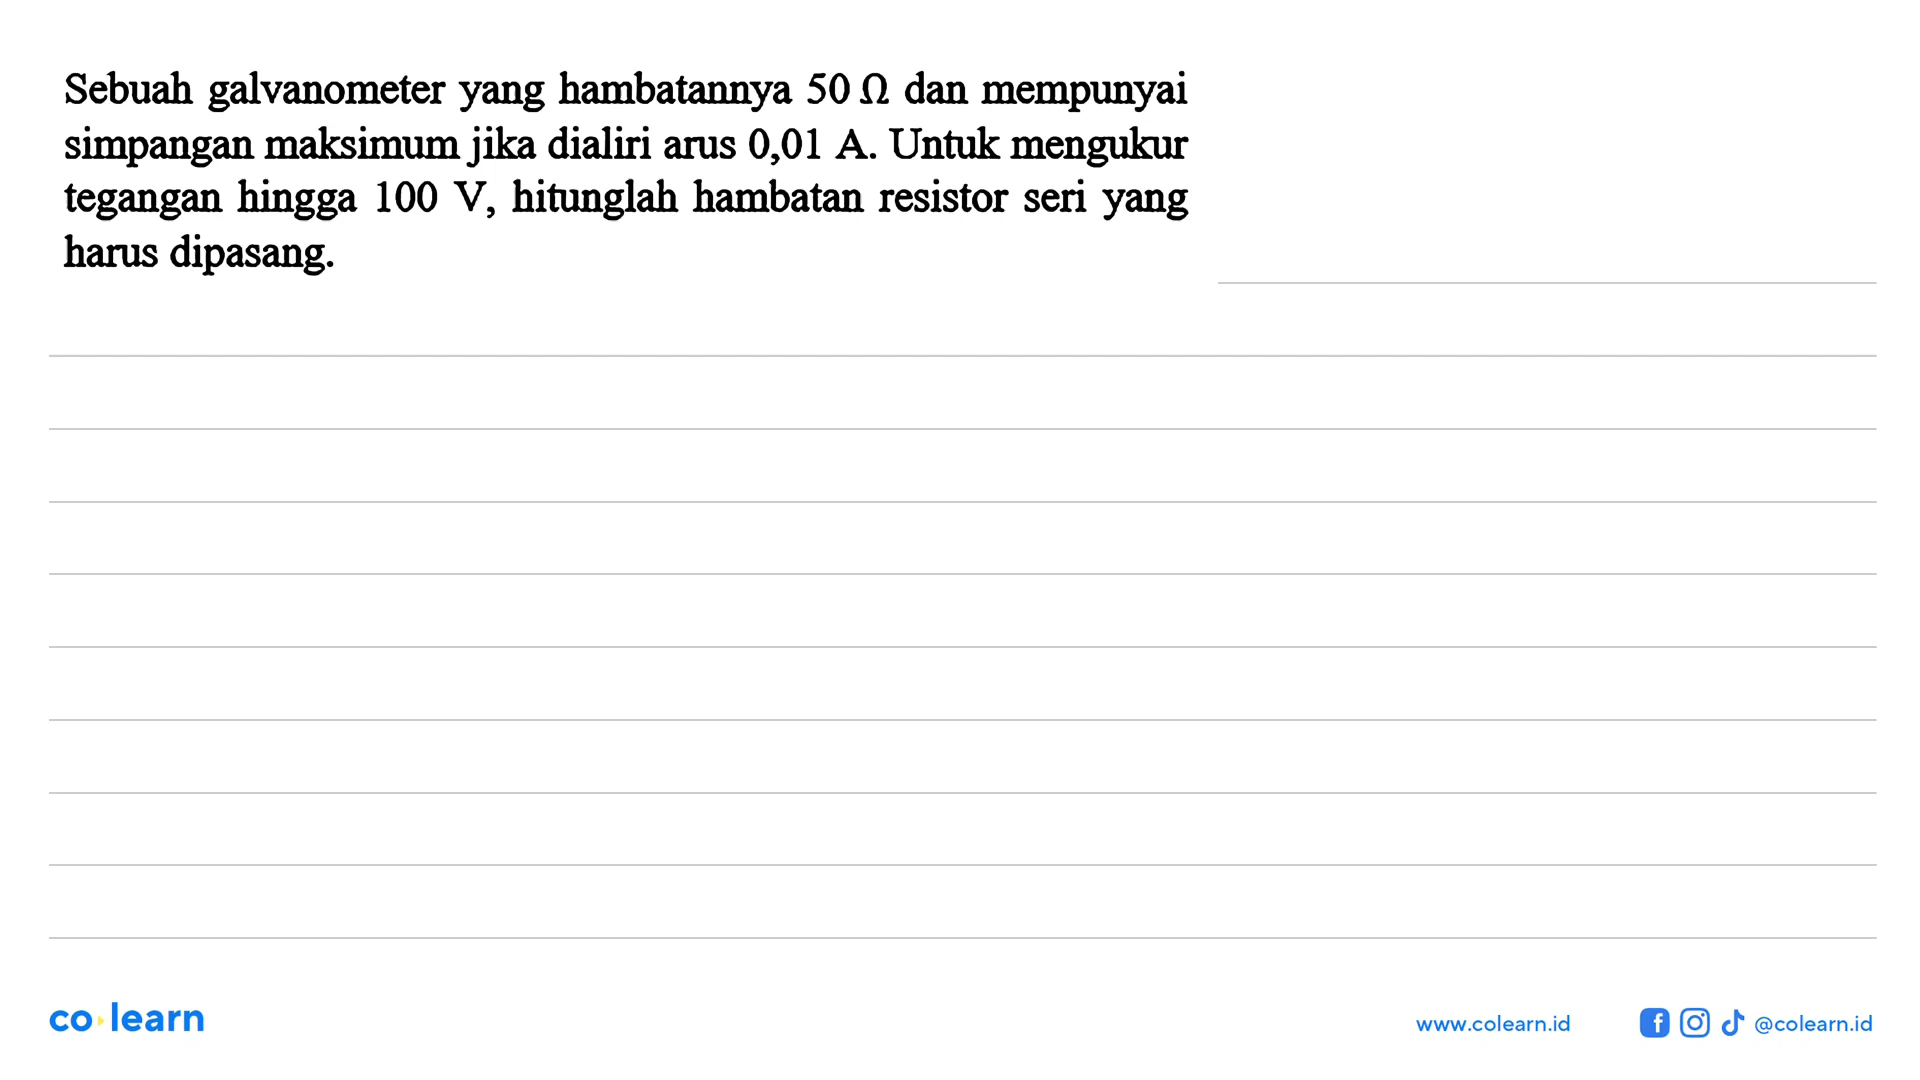 Sebuah galvanometer yang hambatannya 50 Ω dan mempunyai
simpangan maksimum jika dialiri arus 0,01 A. Untuk mengukur
tegangan hingga 100 V, hitunglah hambatan resistor seri yang
harus dipasang.
co learn
www.colearn.id
@colearn.id